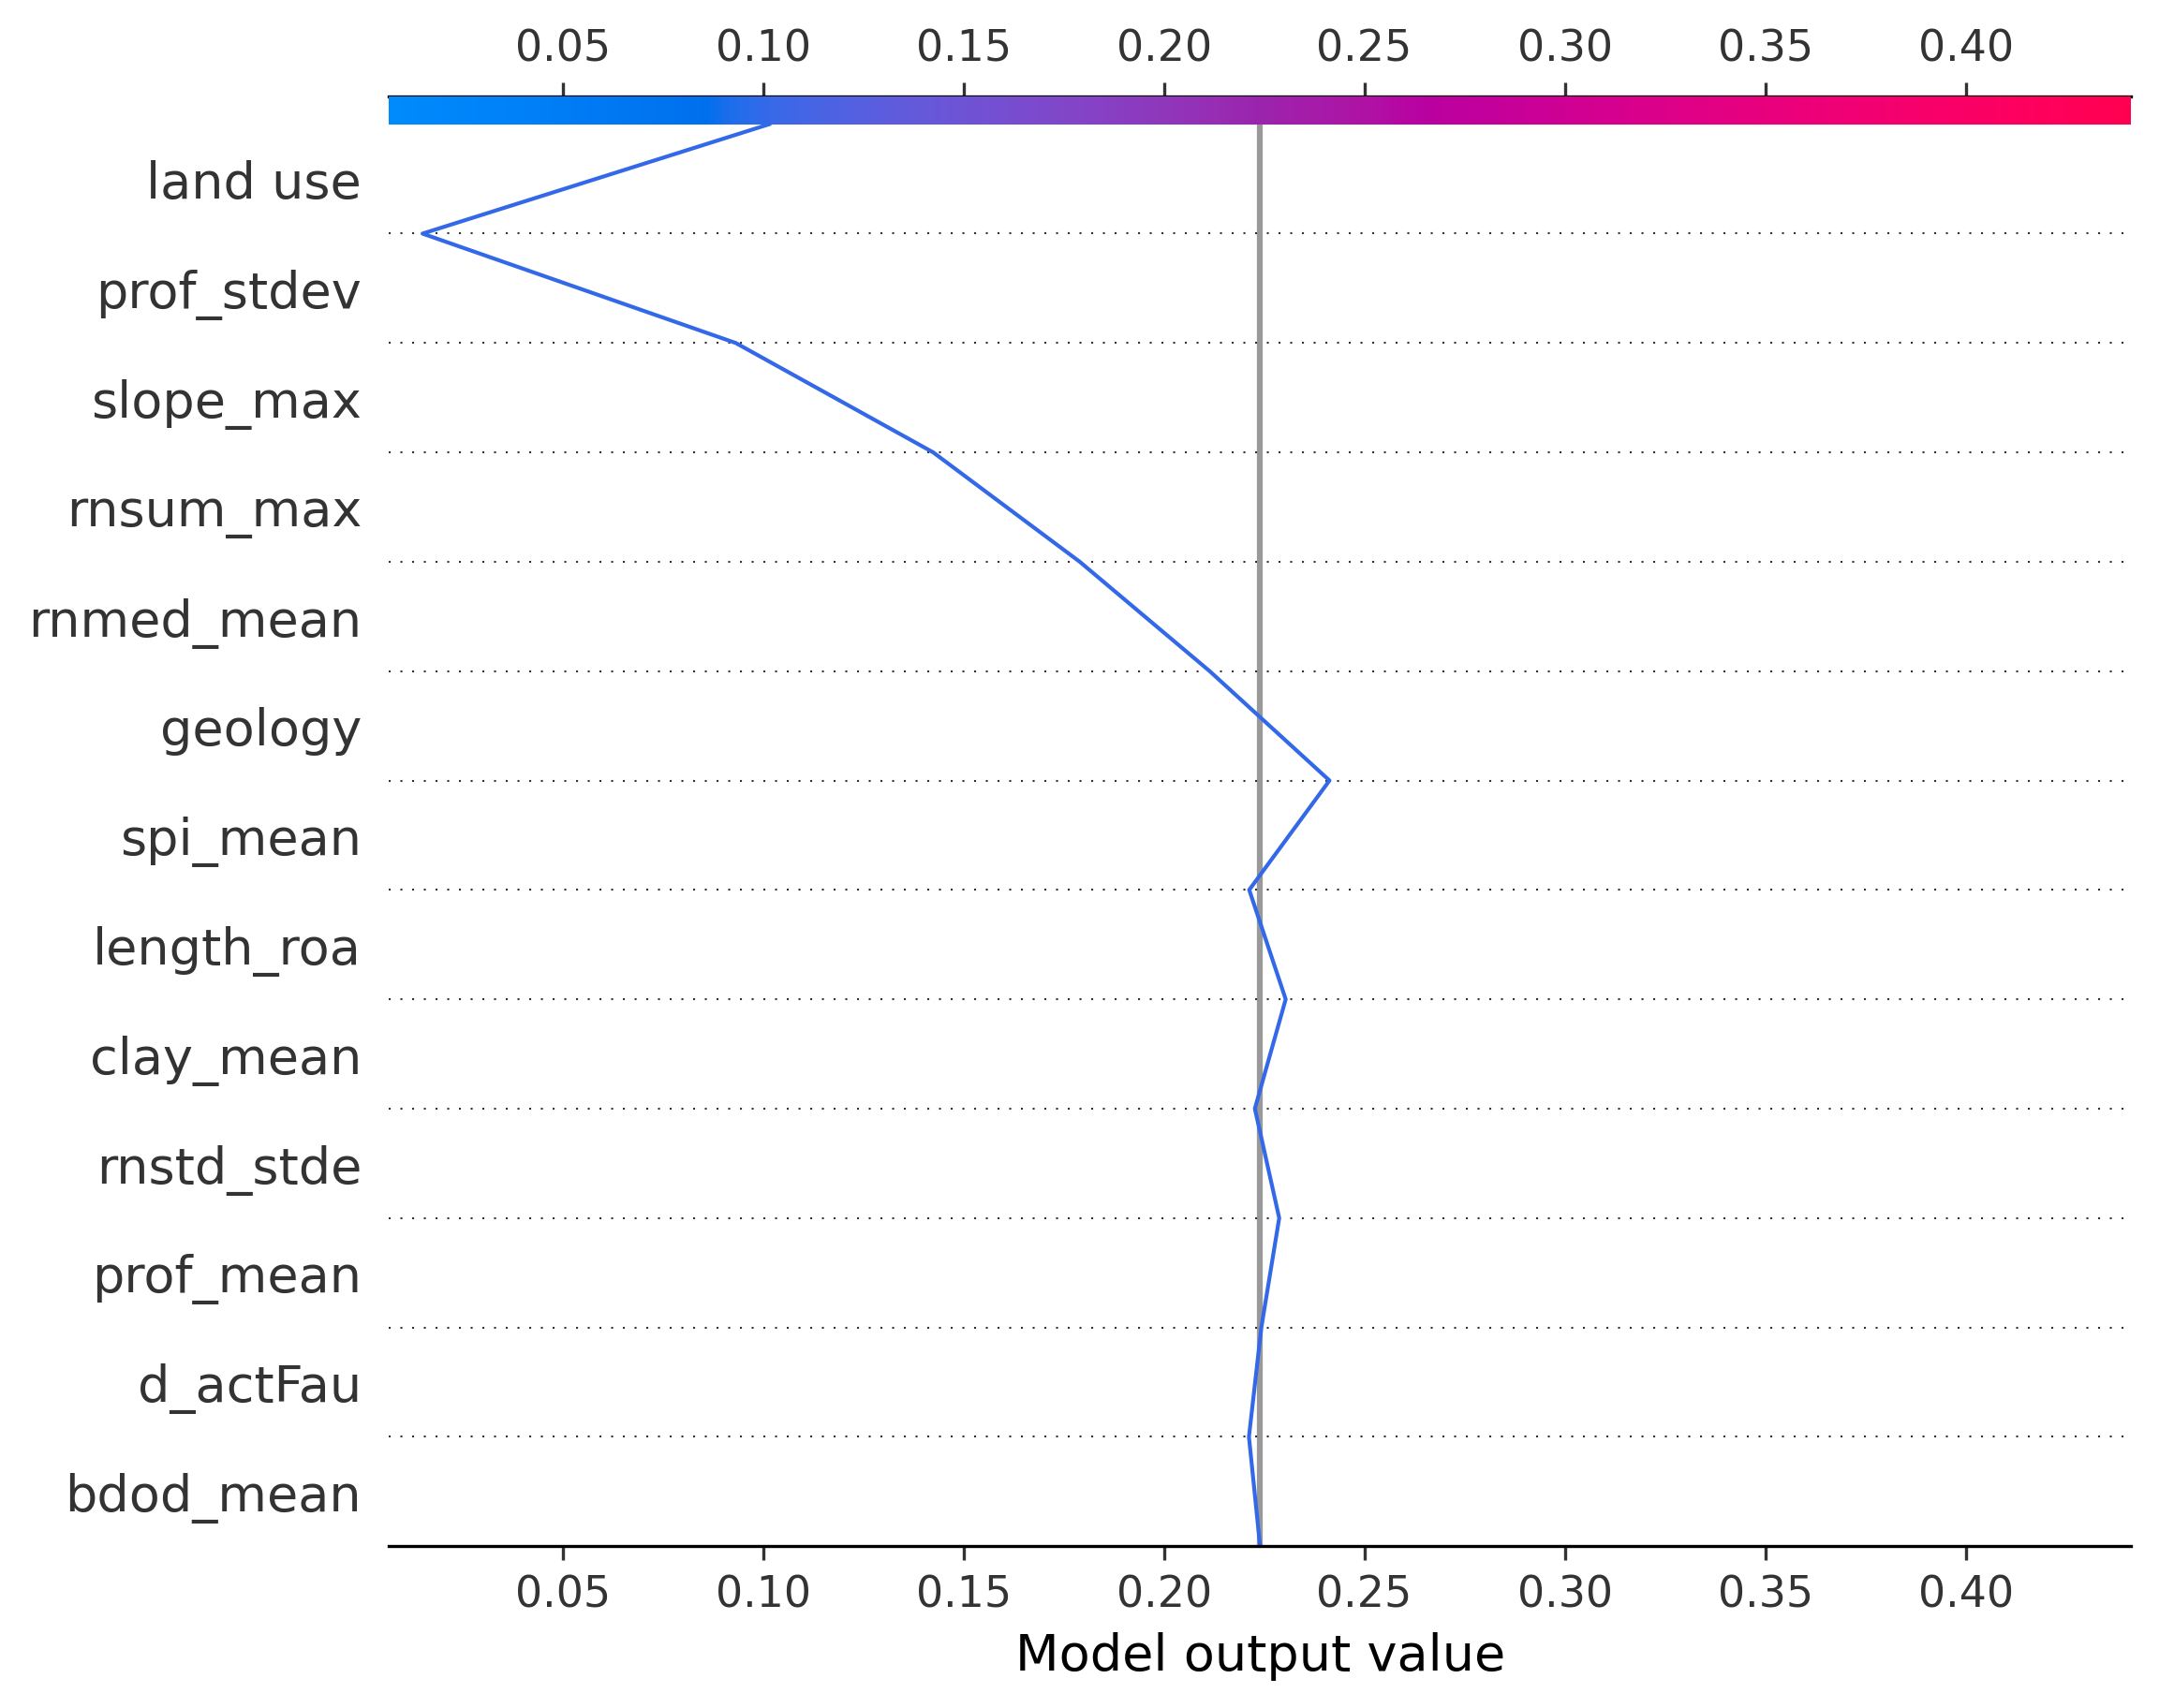 0.05 0.10 0.15 0.20 0.25 0.30 0.35 0.40
land use
prof_stdev
slope_max
rnsum_max
rnmed_mean
geology
spi_mean
length_roa
clay_mean
rnstd_stde
prof_mean
d_actFau
bdod_mean
0.05 0.10 0.15 0.20 0.25 0.30 0.35 0.40
Model output value